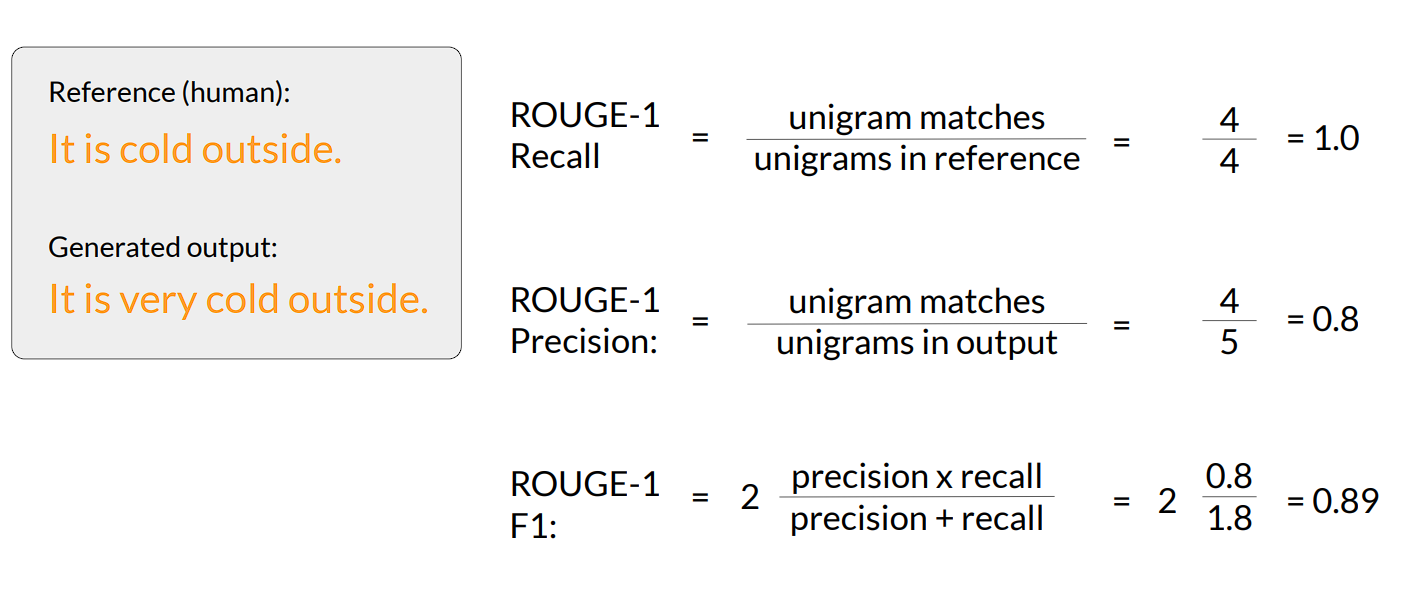 Reference (human):
It is cold outside.
Generated output:
It is very cold outside.
ROUGE-1
Recall
=
unigram matches
unigrams in reference
=
4
4
= 1.0
ROUGE-1
Precision:
=
unigram matches
unigrams in output
=
4
5
= 0.8
ROUGE-1
F1:
=
2
precision x recall
precision + recall
=
2
0.8
1.8
= 0.89